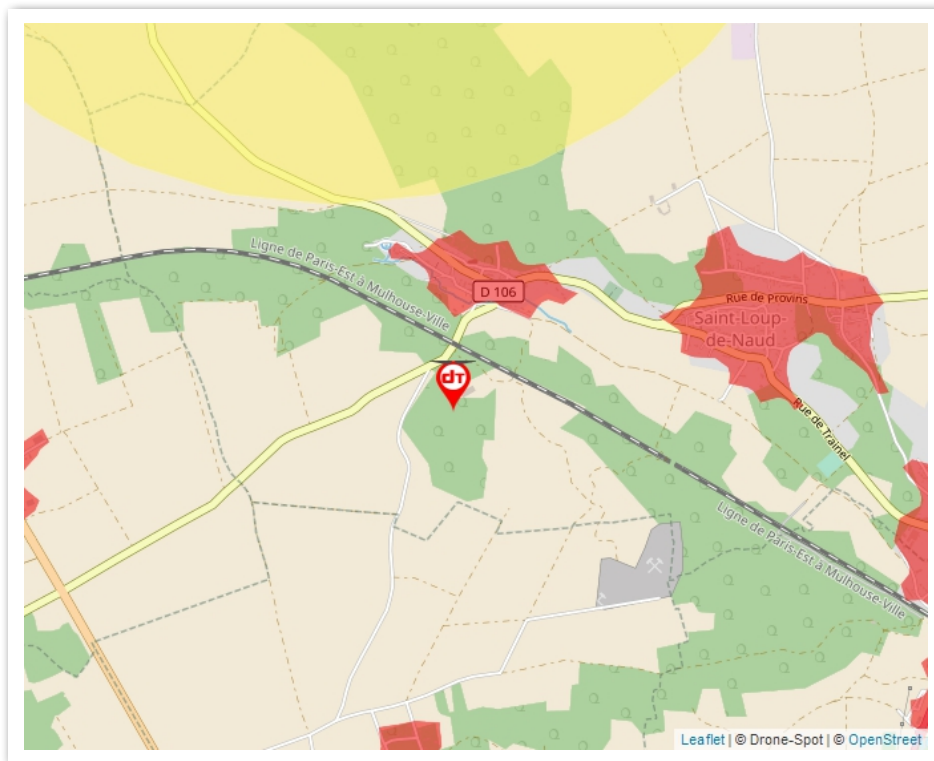 Ligne de Paris-Est à Mulhouse-Ville
D 106
Rue de Provins
Saint-Loup-
de-Naud
dT
Rue de Trainel
Ligne de Paris-Est à Mulhouse-Ville
Leaflet | © Drone-Spot | © OpenStreet